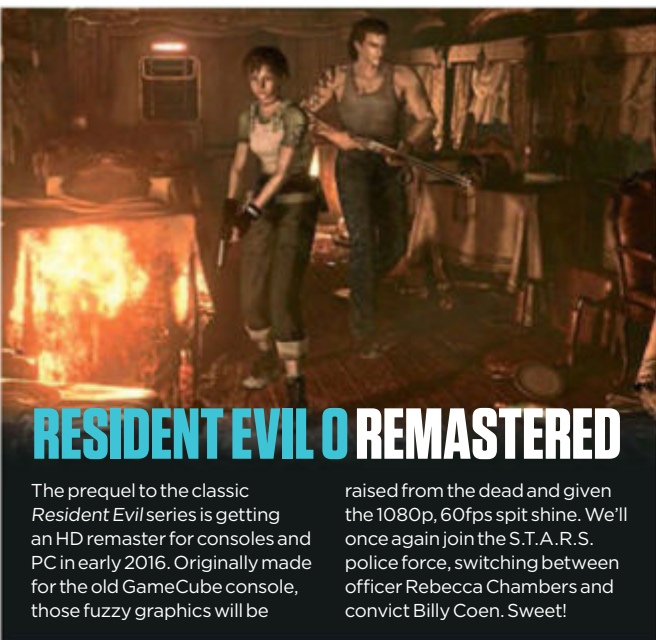 RESIDENT EVIL 0 REMASTERED
The prequel to the classic
Resident Evil series is getting
an HD remaster for consoles and
PC in early 2016. Originally made
for the old GameCube console,
those fuzzy graphics will be
raised from the dead and given
the 1080p, 60fps spit shine. We’ll
once again join the S.T.A.R.S.
police force, switching between
officer Rebecca Chambers and
convict Billy Coen. Sweet!